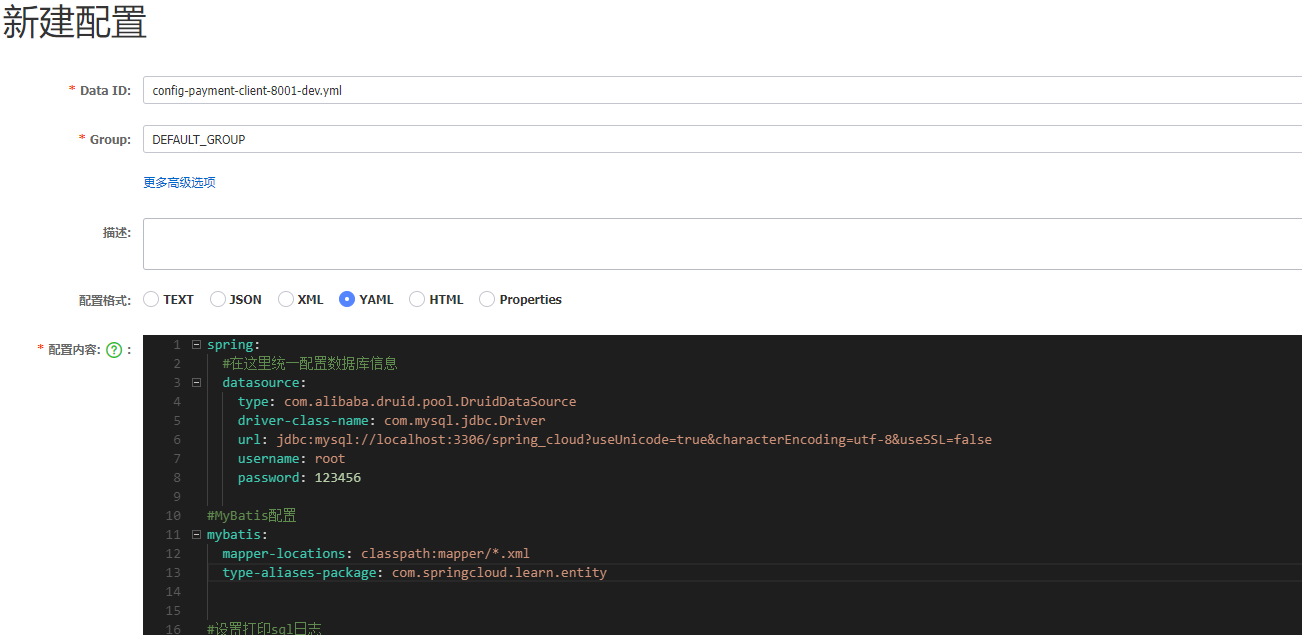 新建配置
* Data ID: config-payment-client-8001-dev.yml
* Group: DEFAULT_GROUP
更多高级选项
描述:
配置格式: TEXT JSON XML YAML HTML Properties
* 配置内容: ? :
1 spring:
2 #在这里统一配置数据库信息
3 datasource:
4 type: com.alibaba.druid.pool.DruidDataSource
5 driver-class-name: com.mysql.jdbc.Driver
6 url: jdbc:mysql://localhost:3306/spring_cloud?useUnicode=true&characterEncoding=utf-8&useSSL=false
7 username: root
8 password: 123456
9
10 #MyBatis配置
11 mybatis:
12 mapper-locations: classpath:mapper/*.xml
13 type-aliases-package: com.springcloud.learn.entity
14
15
16 #设置打印sql日志